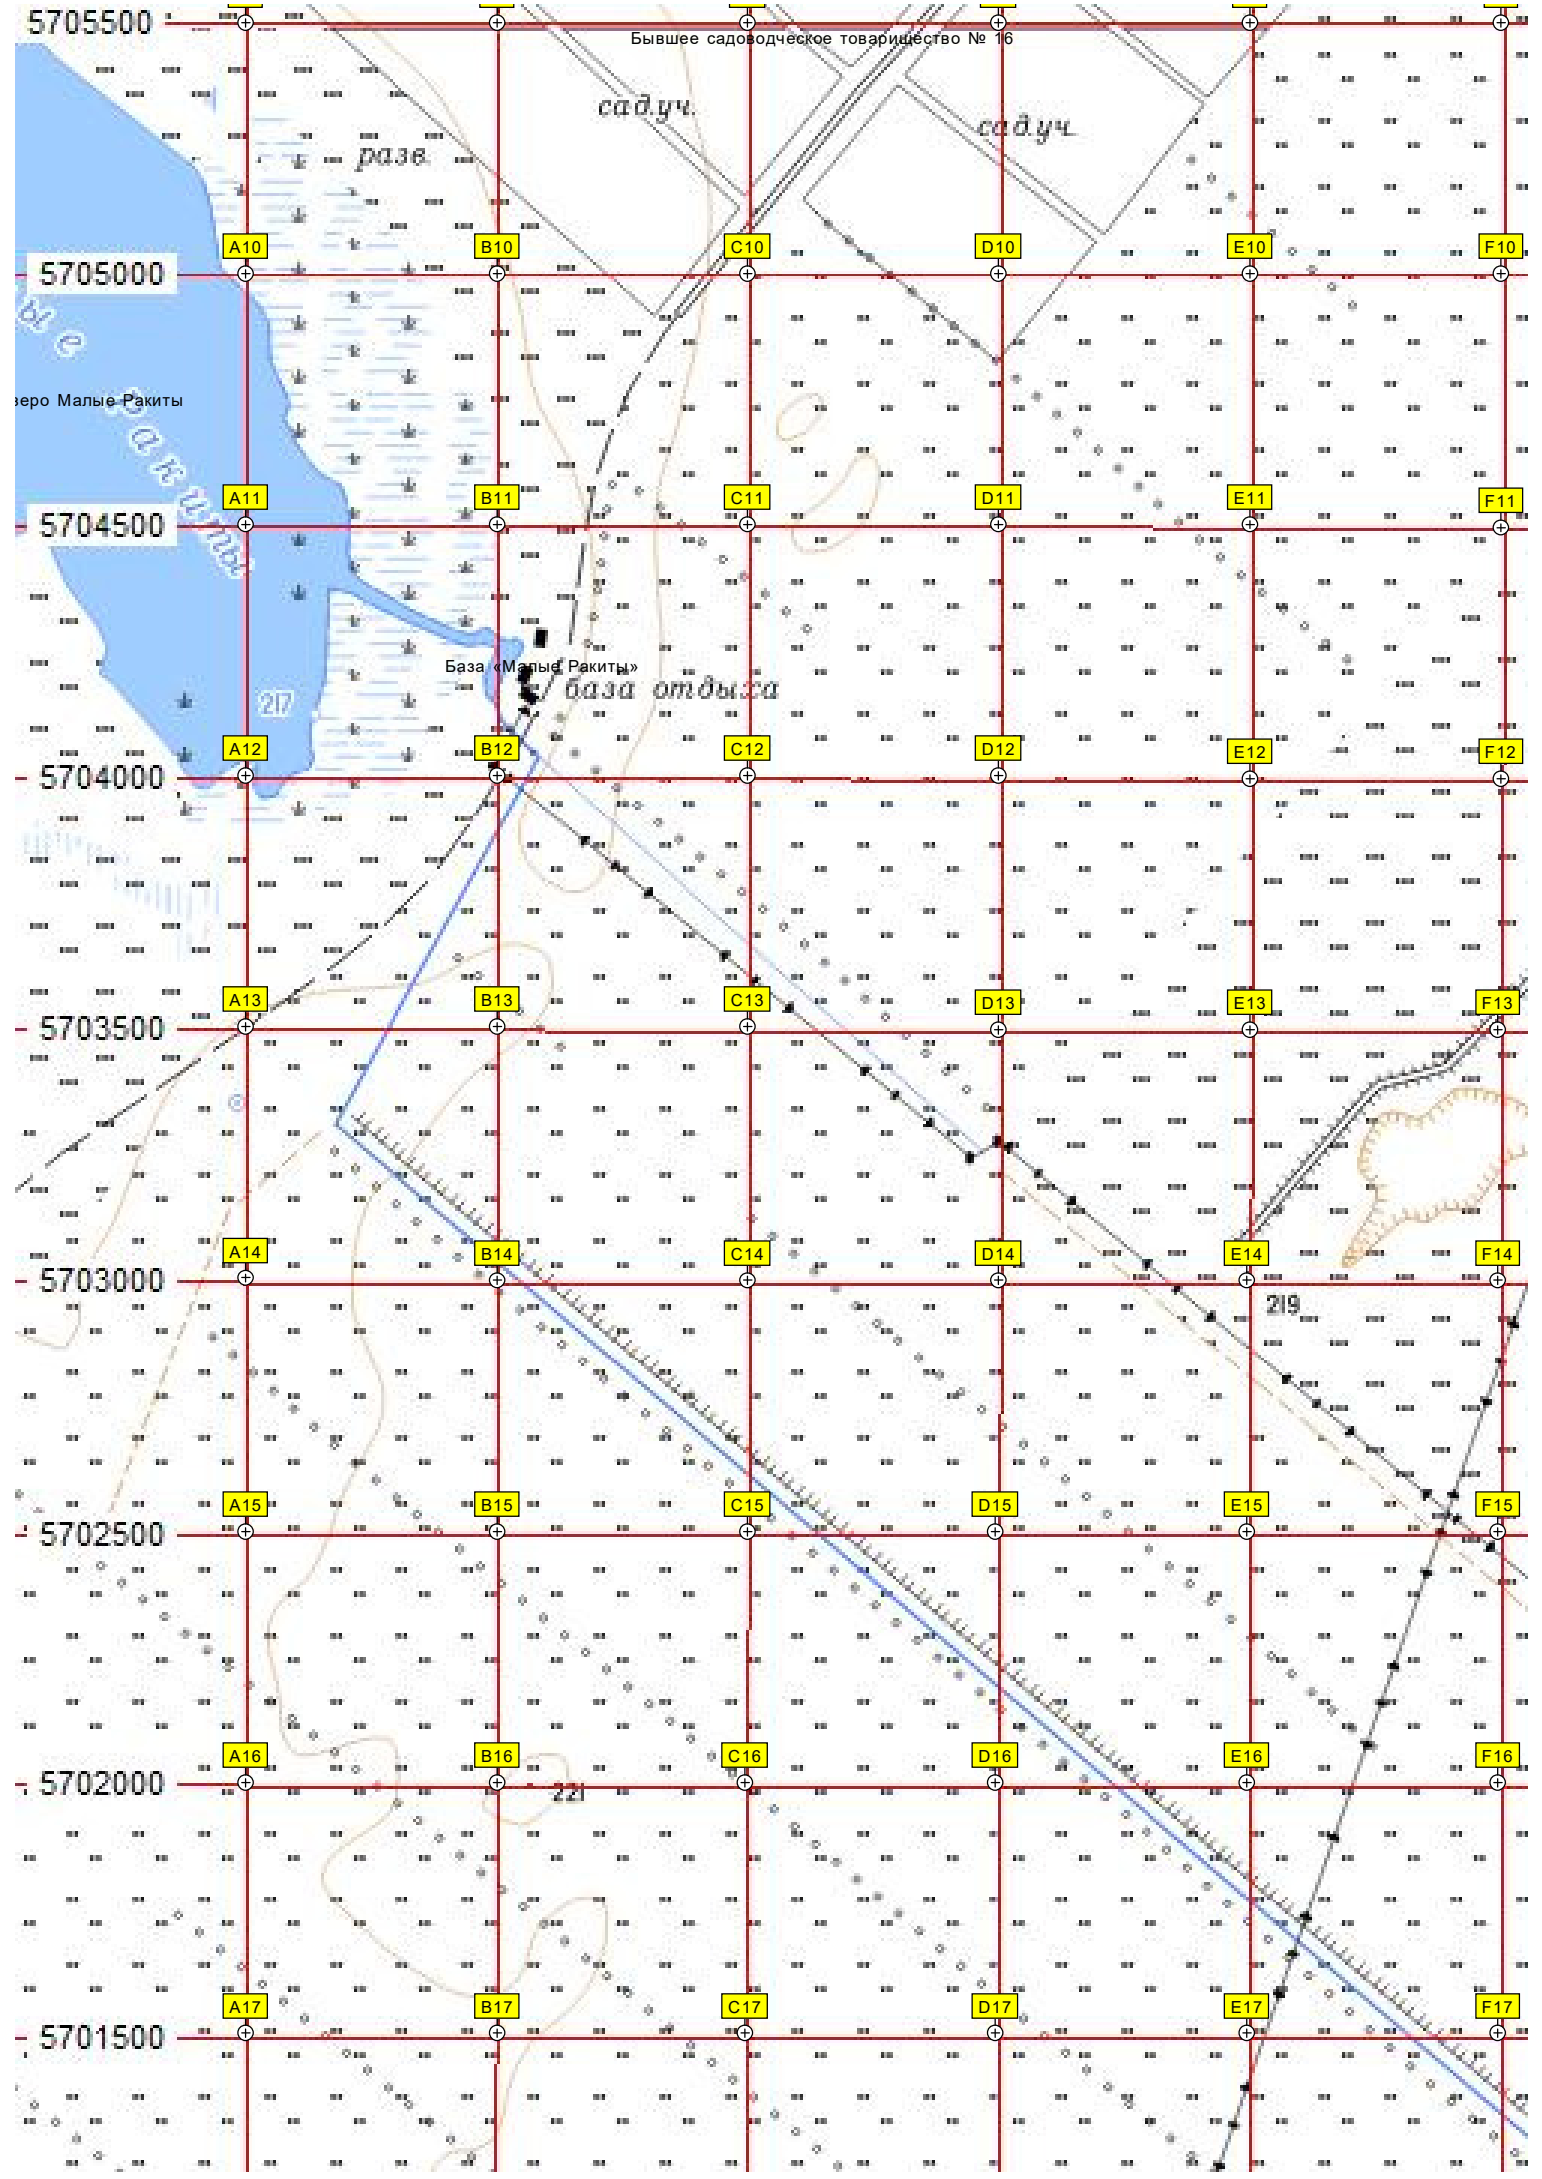 5705500
Бывшее садоводческое товарищество № 16
сад.уч.
сад.уч.
разв.
A10 B10 C10 D10 E10 F10
5705000
ые
Ракиты
зеро Малые Ракиты
A11 B11 C11 D11 E11 F11
5704500
База «Малые Ракиты»
база отдыха
217
A12 B12 C12 D12 E12 F12
5704000
A13 B13 C13 D13 E13 F13
5703500
A14 B14 C14 D14 E14 F14
5703000
219
A15 B15 C15 D15 E15 F15
5702500
A16 B16 C16 D16 E16 F16
5702000
221
A17 B17 C17 D17 E17 F17
5701500